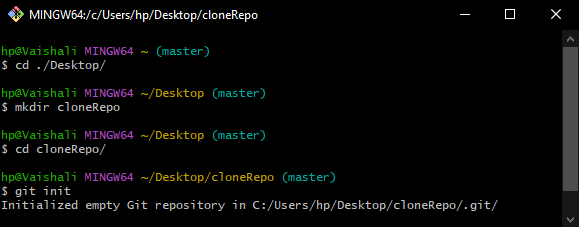 MINGW64:/c/Users/hp/Desktop/cloneRepo
hp@Vaishali MINGW64 ~ (master)
$ cd ./Desktop/
hp@Vaishali MINGW64 ~/Desktop (master)
$ mkdir cloneRepo
hp@Vaishali MINGW64 ~/Desktop (master)
$ cd cloneRepo/
hp@Vaishali MINGW64 ~/Desktop/cloneRepo (master)
$ git init
Initialized empty Git repository in C:/Users/hp/Desktop/cloneRepo/.git/